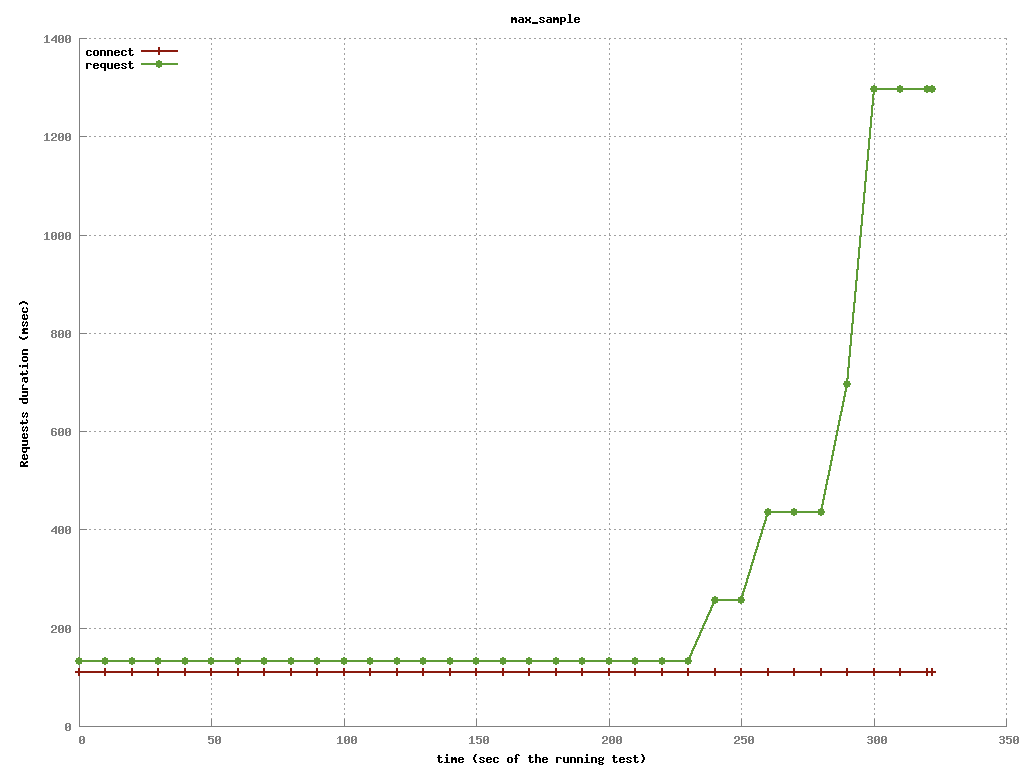 max_sample
1400
connect
request
1200
1000
800
Requests duration (msec)
600
400
200
0
0 50 100 150 200 250 300 350
time (sec of the running test)